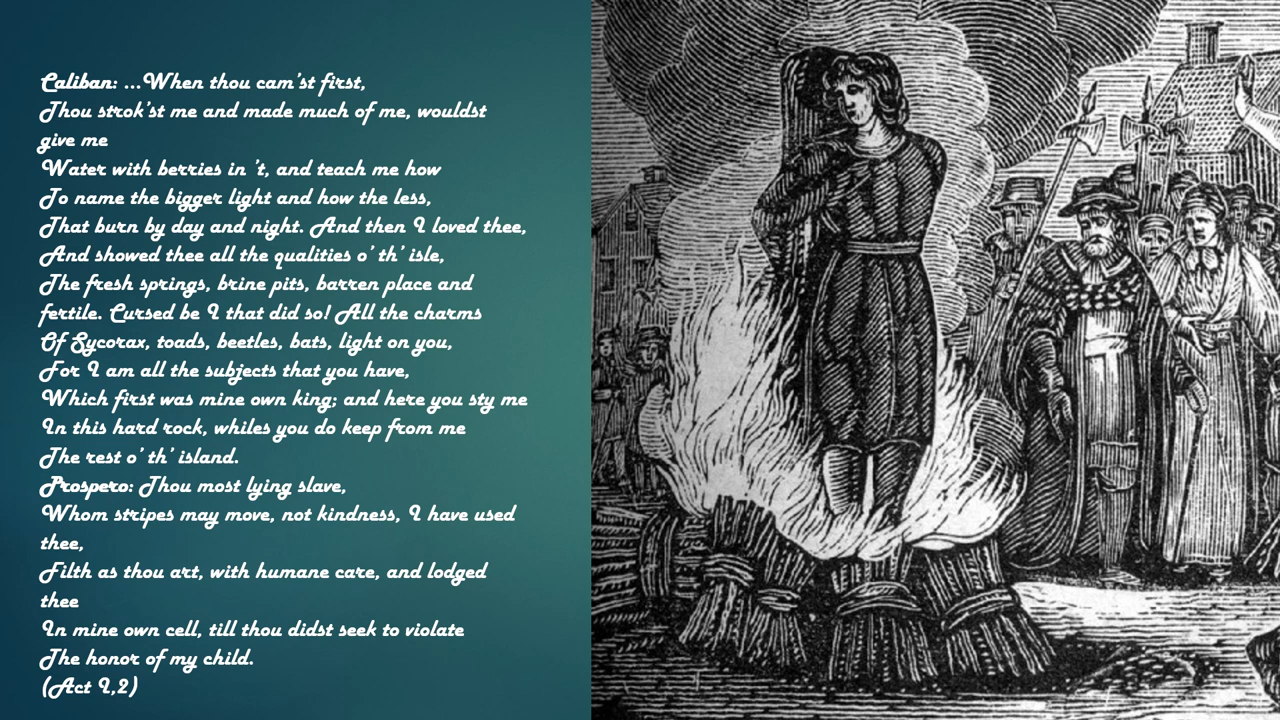 Caliban: ...When thou cam'st first,
Thou strok'st me and made much of me, wouldst
give me
Water with berries in 't, and teach me how
To name the bigger light and how the less,
That burn by day and night. And then I loved thee,
And showed thee all the qualities o' th' isle,
The fresh springs, brine pits, barren place and
fertile. Cursed be I that did so! All the charms
Of Sycorax, toads, beetles, bats, light on you,
For I am all the subjects that you have,
Which first was mine own king; and here you sty me
In this hard rock, whiles you do keep from me
The rest o' th' island.
Prospero: Thou most lying slave,
Whom stripes may move, not kindness, I have used
thee,
Filth as thou art, with humane care, and lodged
thee
In mine own cell, till thou didst seek to violate
The honor of my child.
(Act I,2)